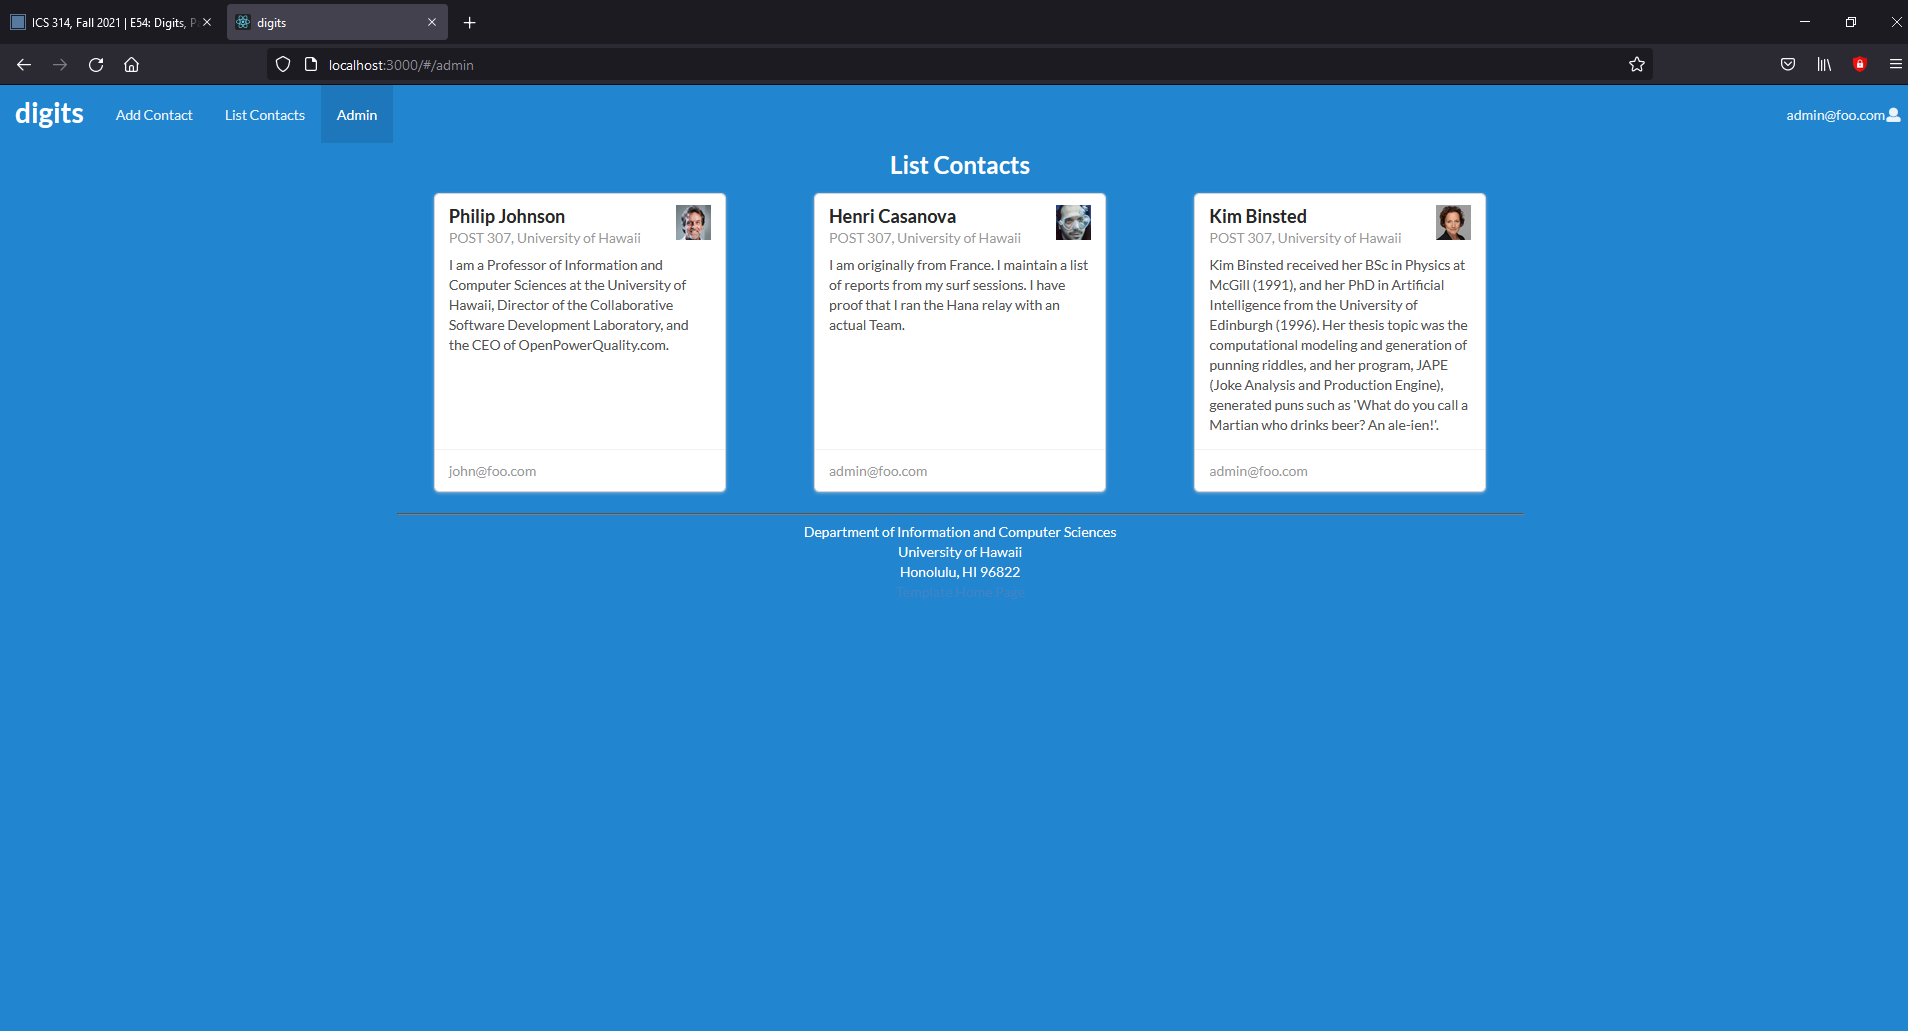 ICS 314, Fall 2021 | E54: Digits, Pa
digits
localhost:3000/#/admin
digits
Add Contact
List Contacts
Admin
admin@foo.com
List Contacts
Philip Johnson
POST 307, University of Hawaii
I am a Professor of Information and
Computer Sciences at the University of
Hawaii, Director of the Collaborative
Software Development Laboratory, and
the CEO of OpenPowerQuality.com.
john@foo.com
Henri Casanova
POST 307, University of Hawaii
I am originally from France. I maintain a list
of reports from my surf sessions. I have
proof that I ran the Hana relay with an
actual Team.
admin@foo.com
Kim Binsted
POST 307, University of Hawaii
Kim Binsted received her BSc in Physics at
McGill (1991), and her PhD in Artificial
Intelligence from the University of
Edinburgh (1996). Her thesis topic was the
computational modeling and generation of
punning riddles, and her program, JAPE
(Joke Analysis and Production Engine),
generated puns such as 'What do you call a
Martian who drinks beer? An ale-ien!'.
admin@foo.com
Department of Information and Computer Sciences
University of Hawaii
Honolulu, HI 96822
Template Home Page